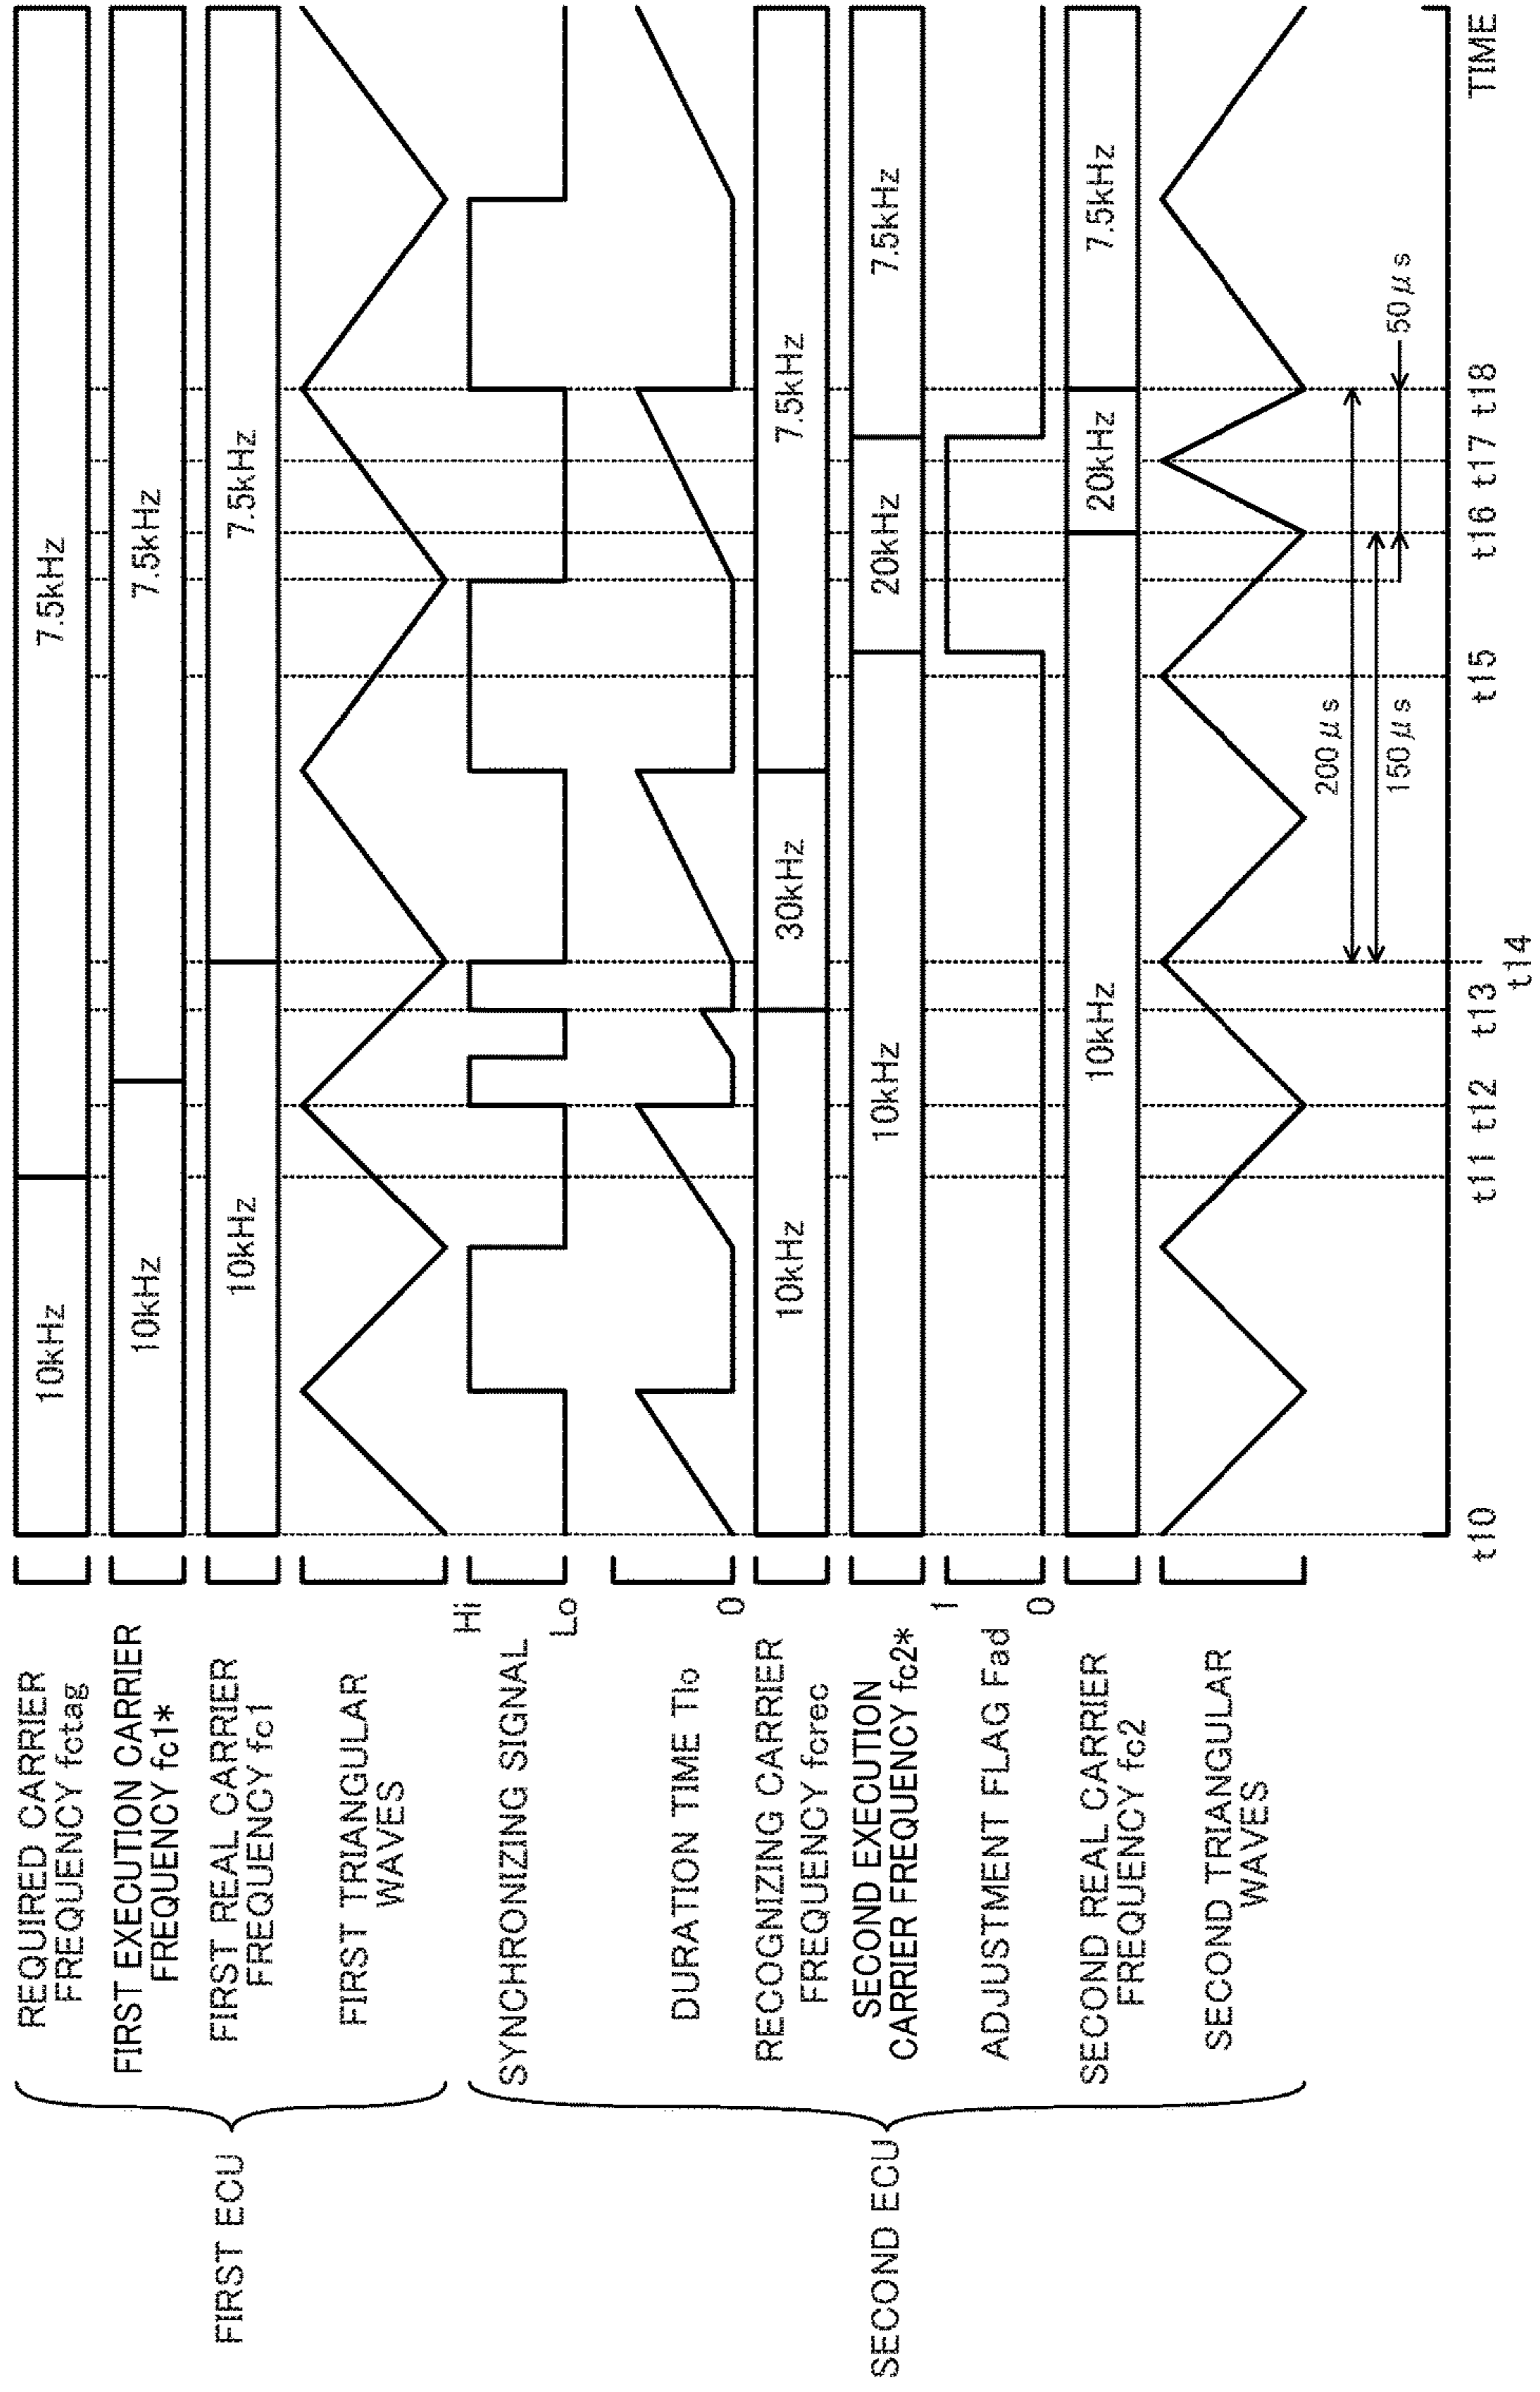 FIRST ECU
REQUIRED CARRIER
FREQUENCY fctag
10kHz
7.5kHz
FIRST EXECUTION CARRIER
FREQUENCY fc1*
10kHz
7.5kHz
FIRST REAL CARRIER
FREQUENCY fc1
10kHz
7.5kHz
FIRST TRIANGULAR
WAVES
SECOND ECU
SYNCHRONIZING SIGNAL
Hi
Lo
DURATION TIME Tlo
0
RECOGNIZING CARRIER
FREQUENCY fcrec
10kHz
30kHz
7.5kHz
SECOND EXECUTION
CARRIER FREQUENCY fc2*
10kHz
20kHz
7.5kHz
ADJUSTMENT FLAG Fad
1
0
SECOND REAL CARRIER
FREQUENCY fc2
10kHz
20kHz
7.5kHz
SECOND TRIANGULAR
WAVES
200μs
150μs
50μs
t10
t11
t12
t13
t14
t15
t16
t17
t18
TIME